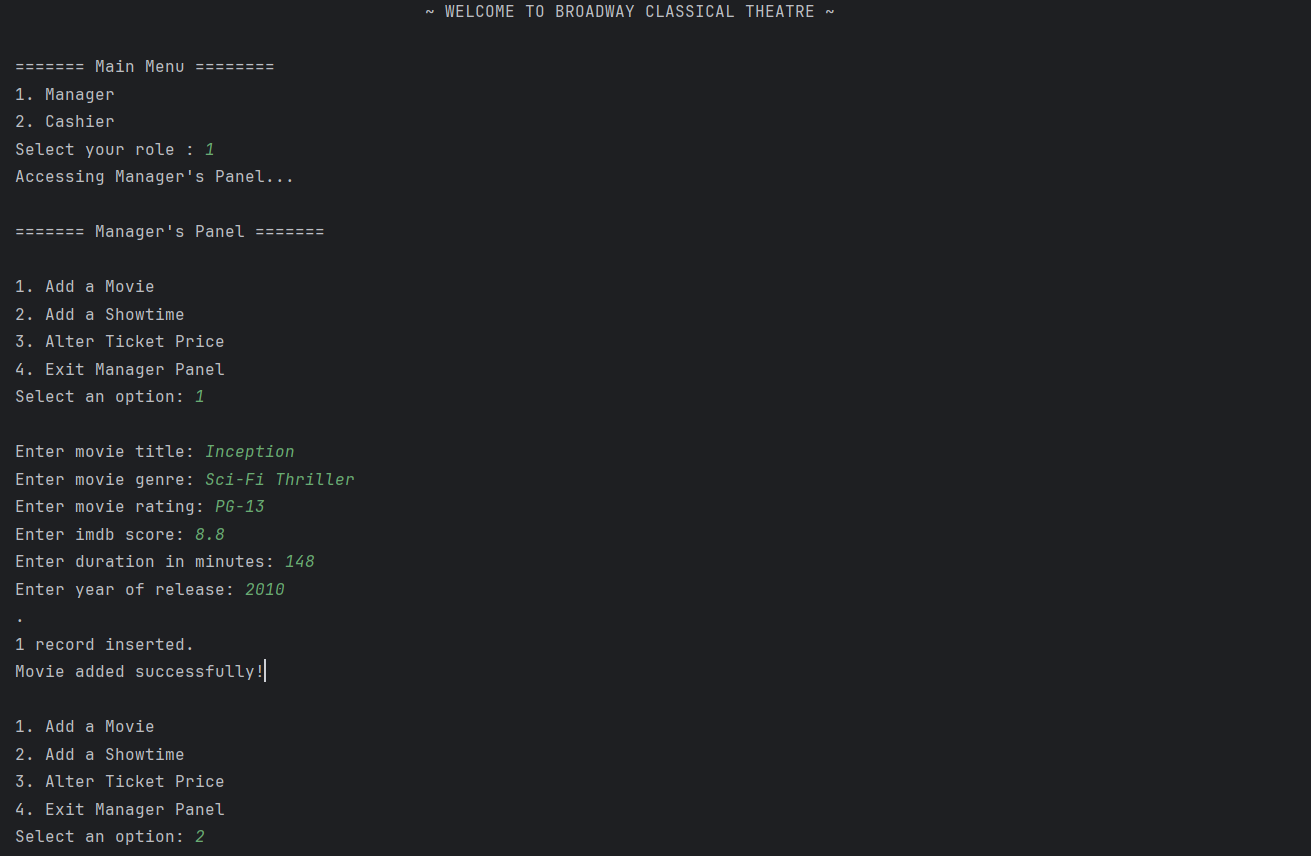 ~ WELCOME TO BROADWAY CLASSICAL THEATRE ~
======= Main Menu ========
1. Manager
2. Cashier
Select your role : 1
Accessing Manager's Panel...
======= Manager's Panel =======
1. Add a Movie
2. Add a Showtime
3. Alter Ticket Price
4. Exit Manager Panel
Select an option: 1
Enter movie title: Inception
Enter movie genre: Sci-Fi Thriller
Enter movie rating: PG-13
Enter imdb score: 8.8
Enter duration in minutes: 148
Enter year of release: 2010
.
1 record inserted.
Movie added successfully!
1. Add a Movie
2. Add a Showtime
3. Alter Ticket Price
4. Exit Manager Panel
Select an option: 2